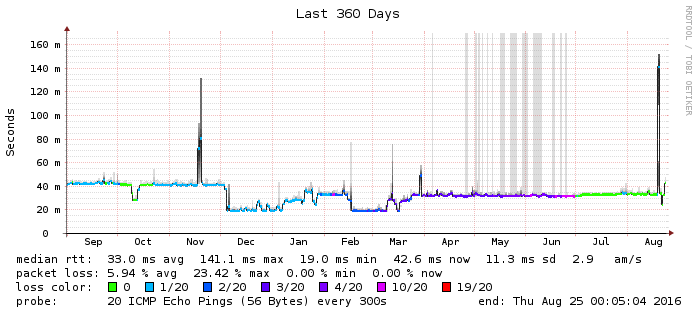 Last 360 Days
RRDTOOL / TOBI OETIKER
Seconds
160 m
140 m
120 m
100 m
80 m
60 m
40 m
20 m
0
Sep Oct Nov Dec Jan Feb Mar Apr May Jun Jul Aug
median rtt: 33.0 ms avg 141.1 ms max 19.0 ms min 42.6 ms now 11.3 ms sd 2.9 am/s
packet loss: 5.94 % avg 23.42 % max 0.00 % min 0.00 % now
loss color: 0 1/20 2/20 3/20 4/20 10/20 19/20
probe: 20 ICMP Echo Pings (56 Bytes) every 300s end: Thu Aug 25 00:05:04 2016